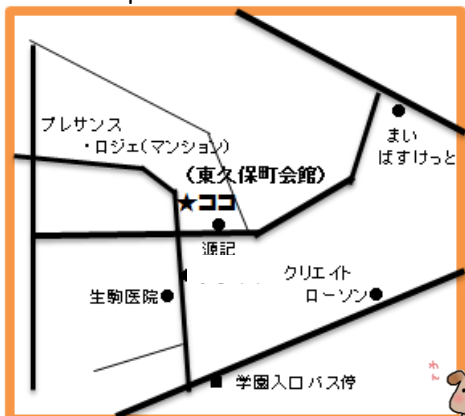 プレサンス
・ロジェ(マンション)
まい
ばすけっと
(東久保町会館)
★ココ
源記
クリエイト
生駒医院
ローソン
学園入口バス停